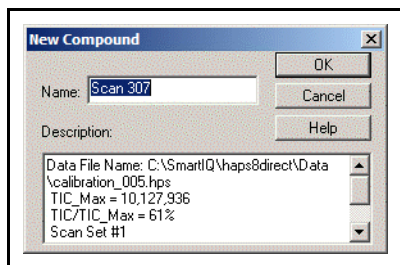 New Compound
OK
Name: Scan 307
Cancel
Description:
Help
Data File Name: C:\SmartIQ\haps8direct\Data
\calibration_005.hps
TIC_Max = 10,127,936
TIC/TIC_Max = 61%
Scan Set #1